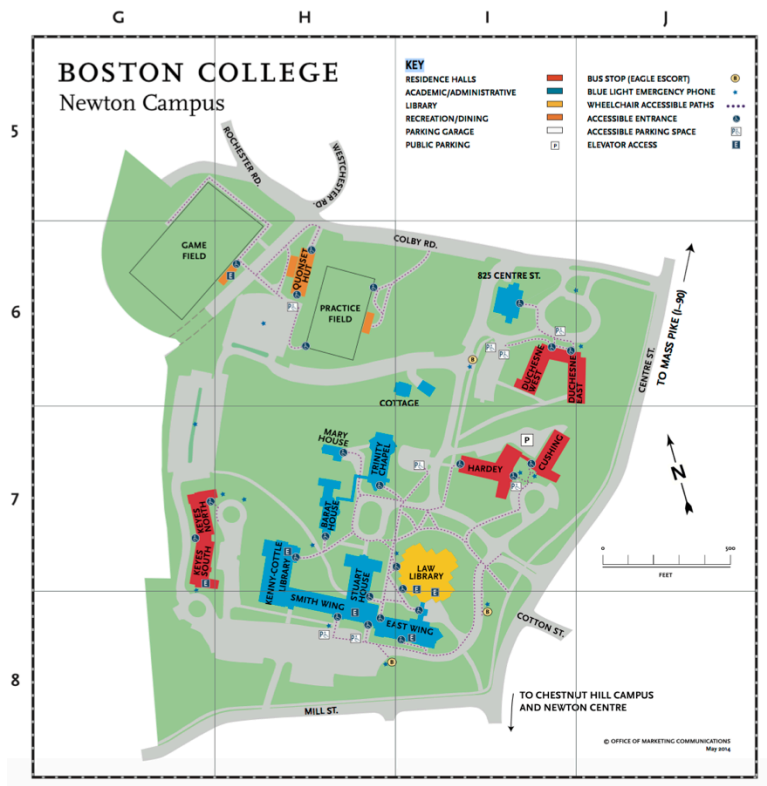 G H I J
BOSTON COLLEGE
Newton Campus
KEY
RESIDENCE HALLS
ACADEMIC/ADMINISTRATIVE
LIBRARY
RECREATION/DINING
PARKING GARAGE
PUBLIC PARKING
P
BUS STOP (EAGLE ESCORT)
B
BLUE LIGHT EMERGENCY PHONE
WHEELCHAIR ACCESSIBLE PATHS
ACCESSIBLE ENTRANCE
ACCESSIBLE PARKING SPACE
ELEVATOR ACCESS
E
5
ROCHESTER RD.
WESTCHESTER RD.
COLBY RD.
GAME
FIELD
E
QUONSET
HUT
825 CENTRE ST.
TO MASS PIKE (I-90)
6
PRACTICE
FIELD
CENTRE ST.
B
DUCHESNE
WEST
DUCHESNE
EAST
COTTAGE
MARY
HOUSE
TRINITY
CHAPEL
P
HARDEY
CUSHING
N
7
KEYES
NORTH
BARAT
HOUSE
KEYES
SOUTH
E
KENNY-COTTLE
LIBRARY
E
STUART
HOUSE
LAW
LIBRARY
E
E
0 500
FEET
SMITH WING
E
EAST WING
E
B
COTTON ST.
8
B
TO CHESTNUT HILL CAMPUS
AND NEWTON CENTRE
MILL ST.
© OFFICE OF MARKETING COMMUNICATIONS
May 2014